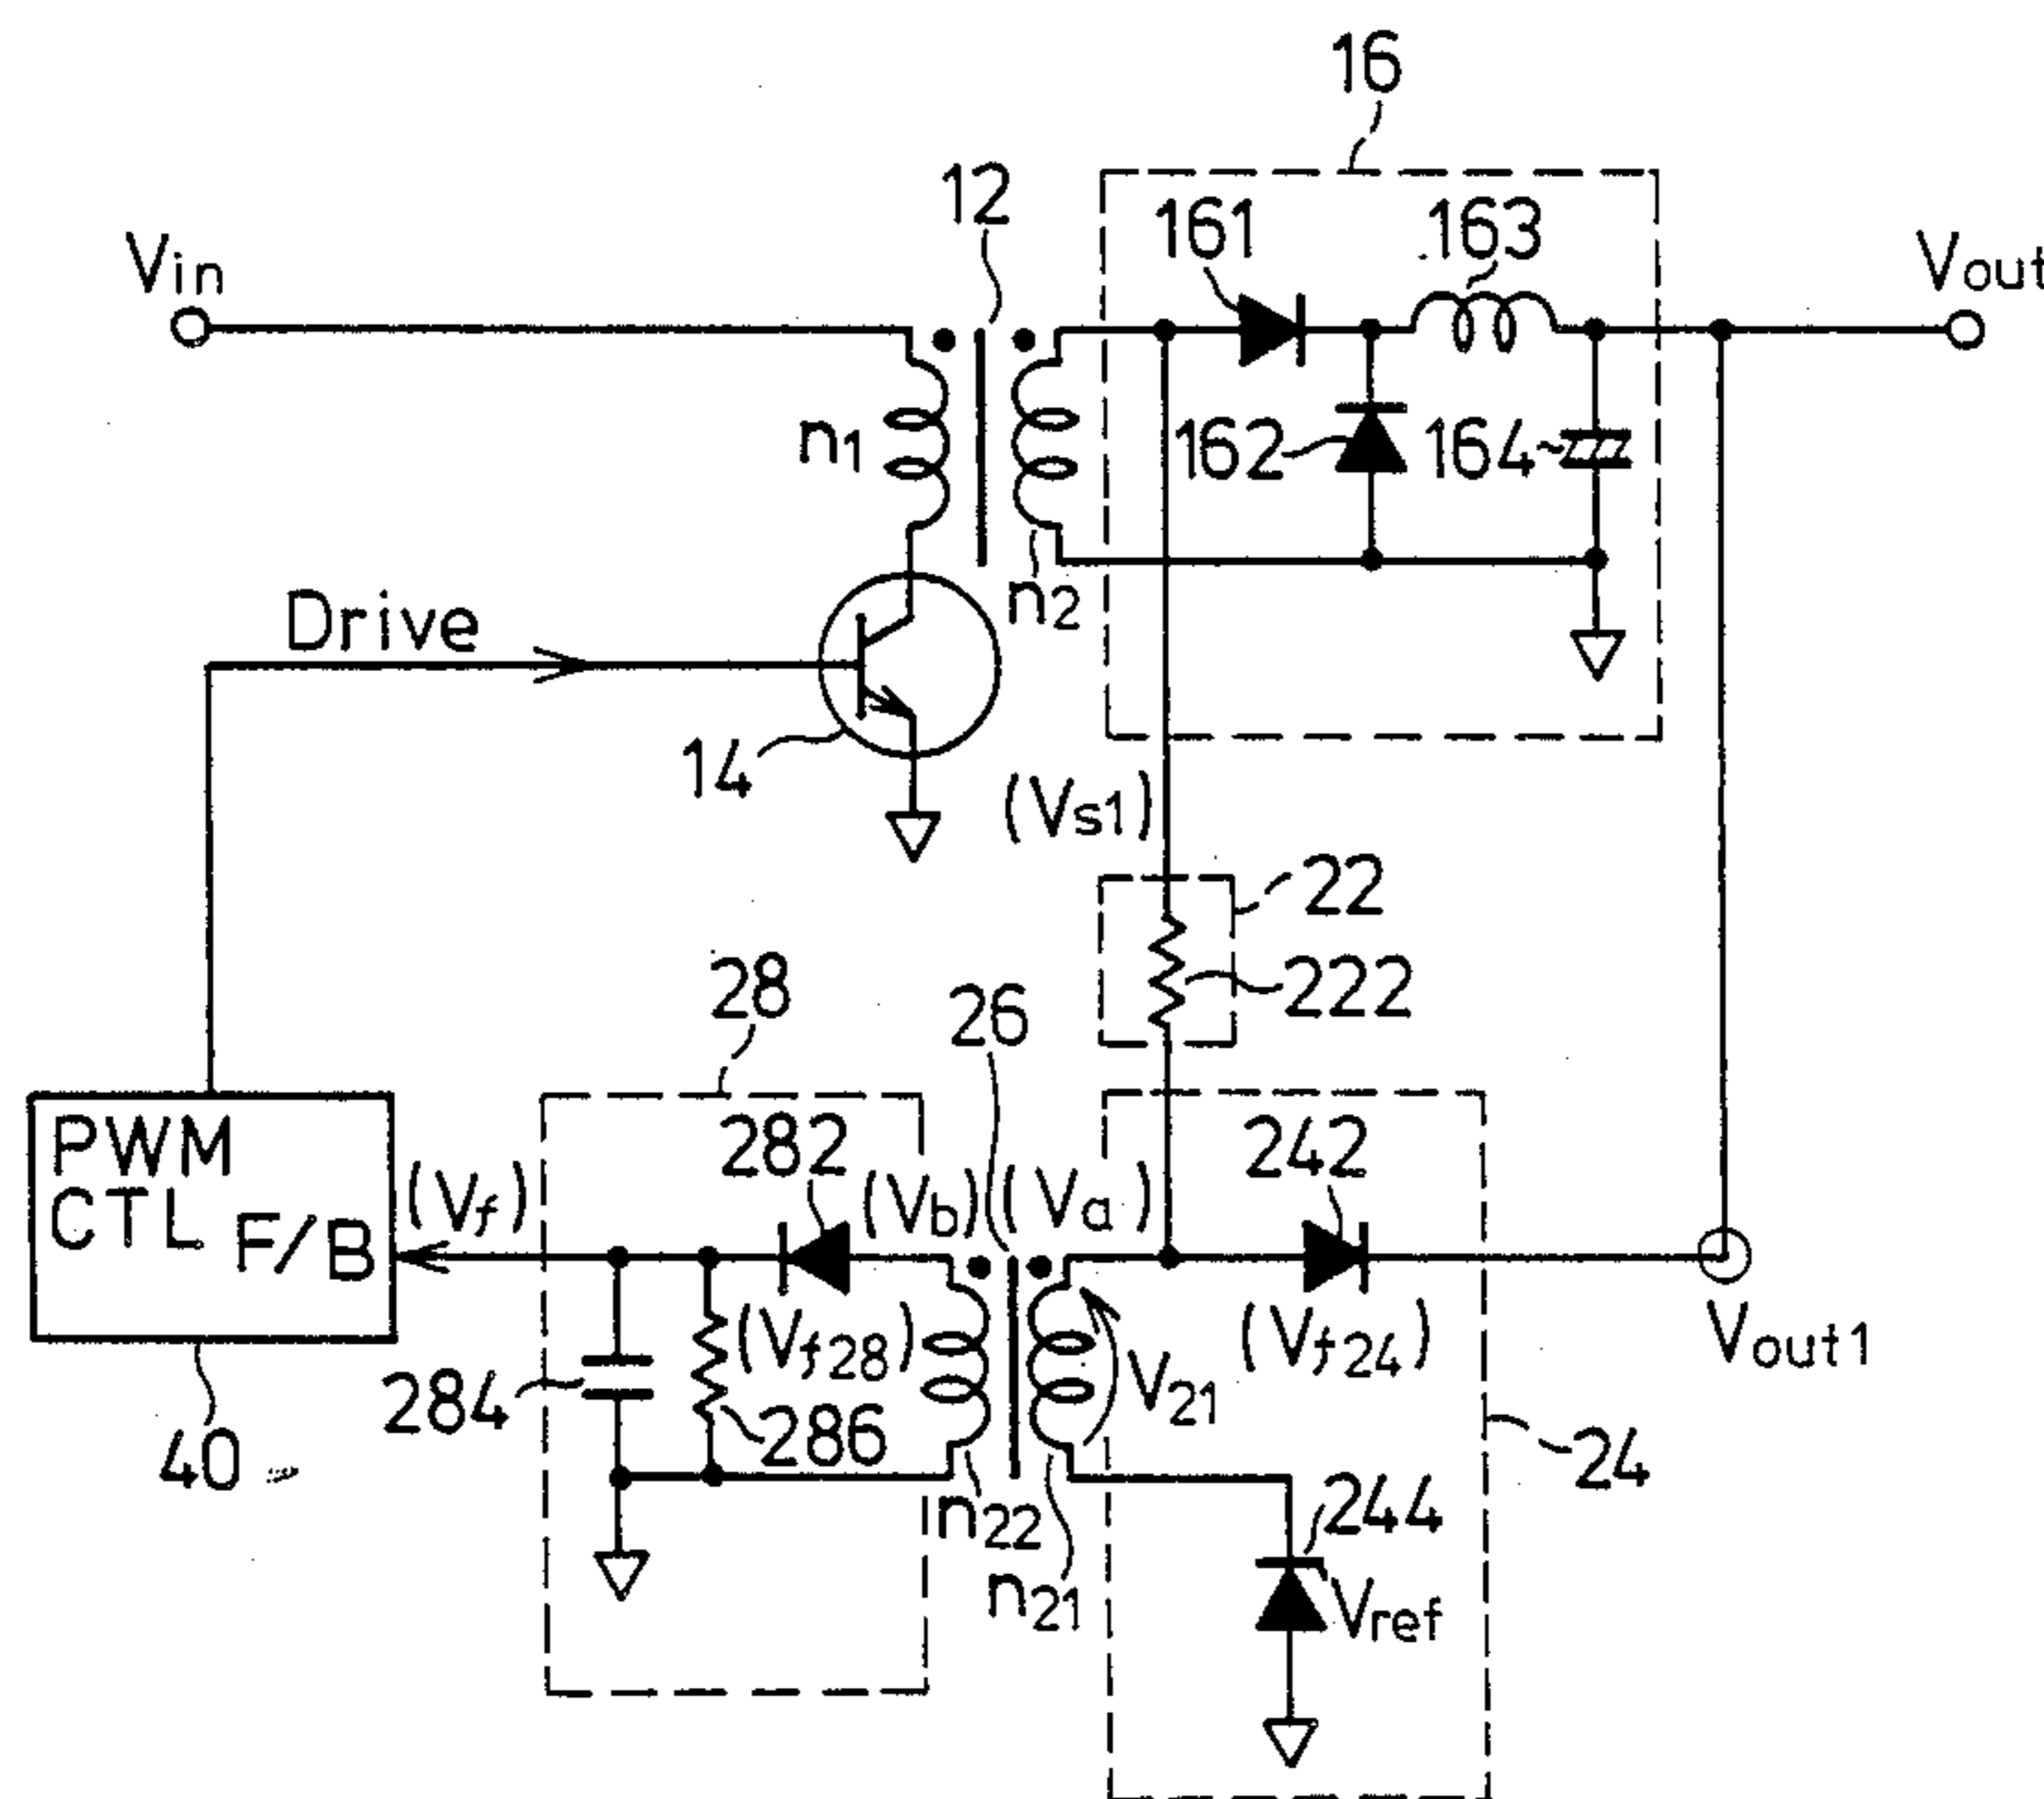 16
12
161
163
Vin
Vout
n1
162
164
n2
Drive
14
(Vs1)
22
222
28
26
282
242
PWM
CTL
F/B
(Vf)
(Vb)
(Va)
(Vf28)
V21
(Vf24)
Vout1
284
286
40
24
n22
n21
244
Vref